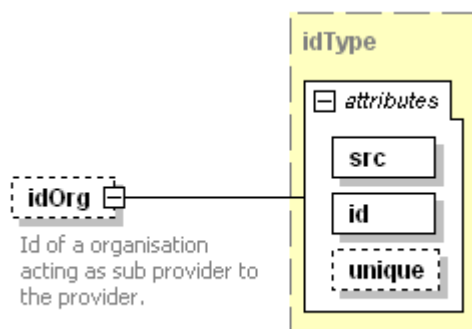 idType
attributes
src
id
unique
idOrg
Id of a organisation
acting as sub provider to
the provider.